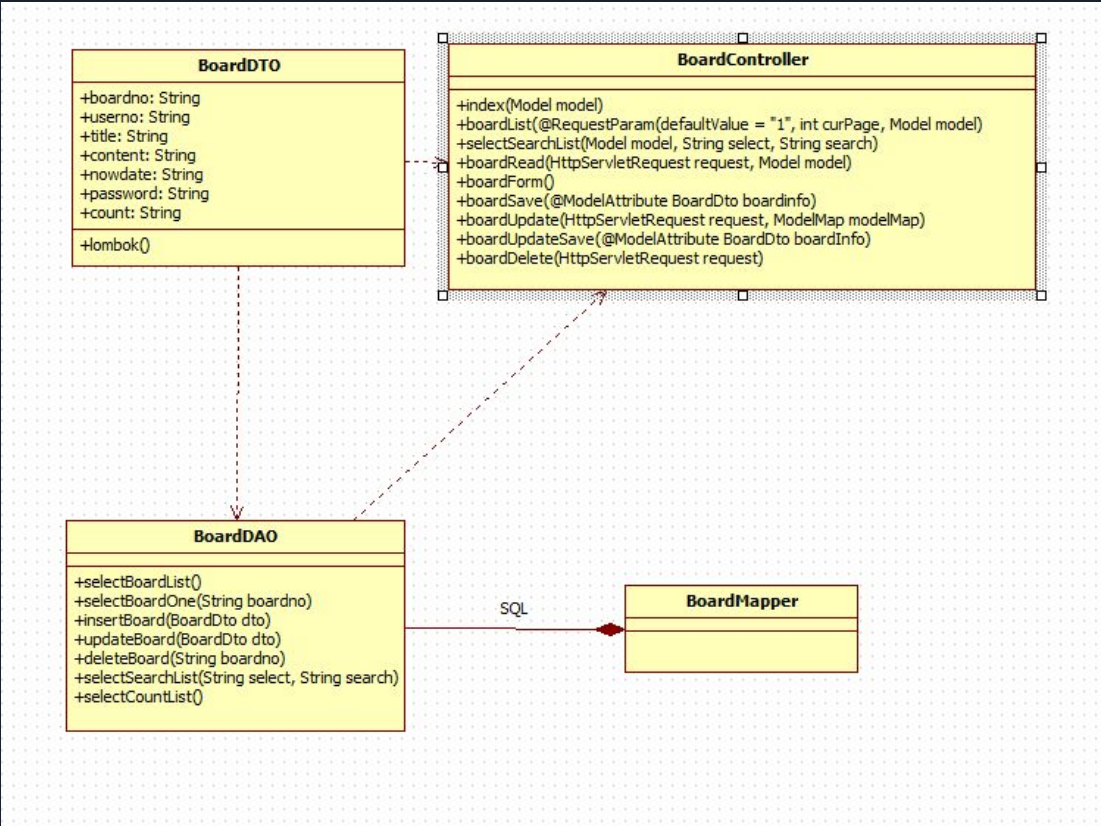 BoardDTO
+boardno: String
+userno: String
+title: String
+content: String
+nowdate: String
+password: String
+count: String
+lombok()
BoardController
+index(Model model)
+boardList(@RequestParam(defaultValue = "1", int curPage, Model model)
+selectSearchList(Model model, String select, String search)
+boardRead(HttpServletRequest request, Model model)
+boardForm()
+boardSave(@ModelAttribute BoardDto boardinfo)
+boardUpdate(HttpServletRequest request, ModelMap modelMap)
+boardUpdateSave(@ModelAttribute BoardDto boardInfo)
+boardDelete(HttpServletRequest request)
BoardDAO
+selectBoardList()
+selectBoardOne(String boardno)
+insertBoard(BoardDto dto)
+updateBoard(BoardDto dto)
+deleteBoard(String boardno)
+selectSearchList(String select, String search)
+selectCountList()
SQL
BoardMapper